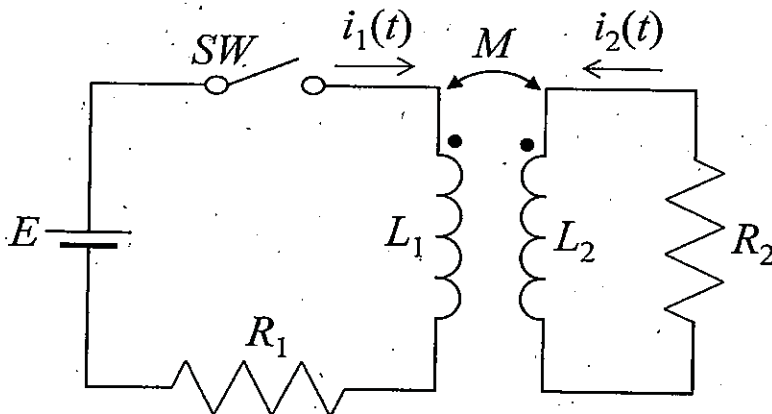 i₁(t) M i₂(t)
SW
E L₁ L₂ R₂
R₁